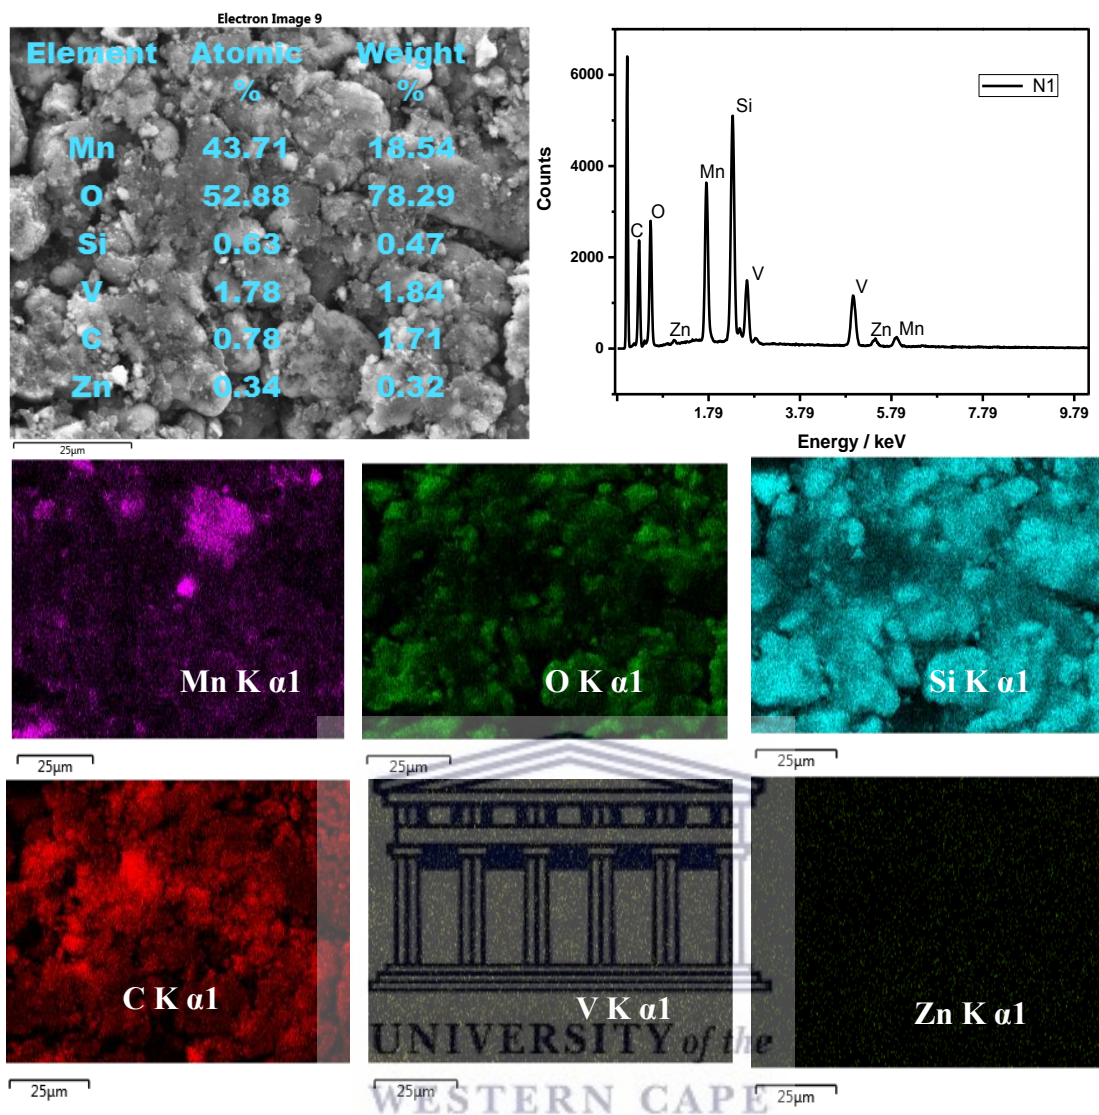 Electron Image 9
Element Atomic % Weight %
Mn 43.71 18.54
O 52.88 78.29
Si 0.63 0.47
V 1.78 1.84
C 0.78 1.71
Zn 0.34 0.32
25µm
N1
Counts
6000
4000
2000
0
C
O
Zn
Mn
Si
V
V
Zn
Mn
1.79 3.79 5.79 7.79 9.79
Energy / keV
Mn K α1
O K α1
Si K α1
25µm
25µm
25µm
C K α1
V K α1
Zn K α1
UNIVERSITY of the
25µm
25µm
25µm
WESTERN CAPE